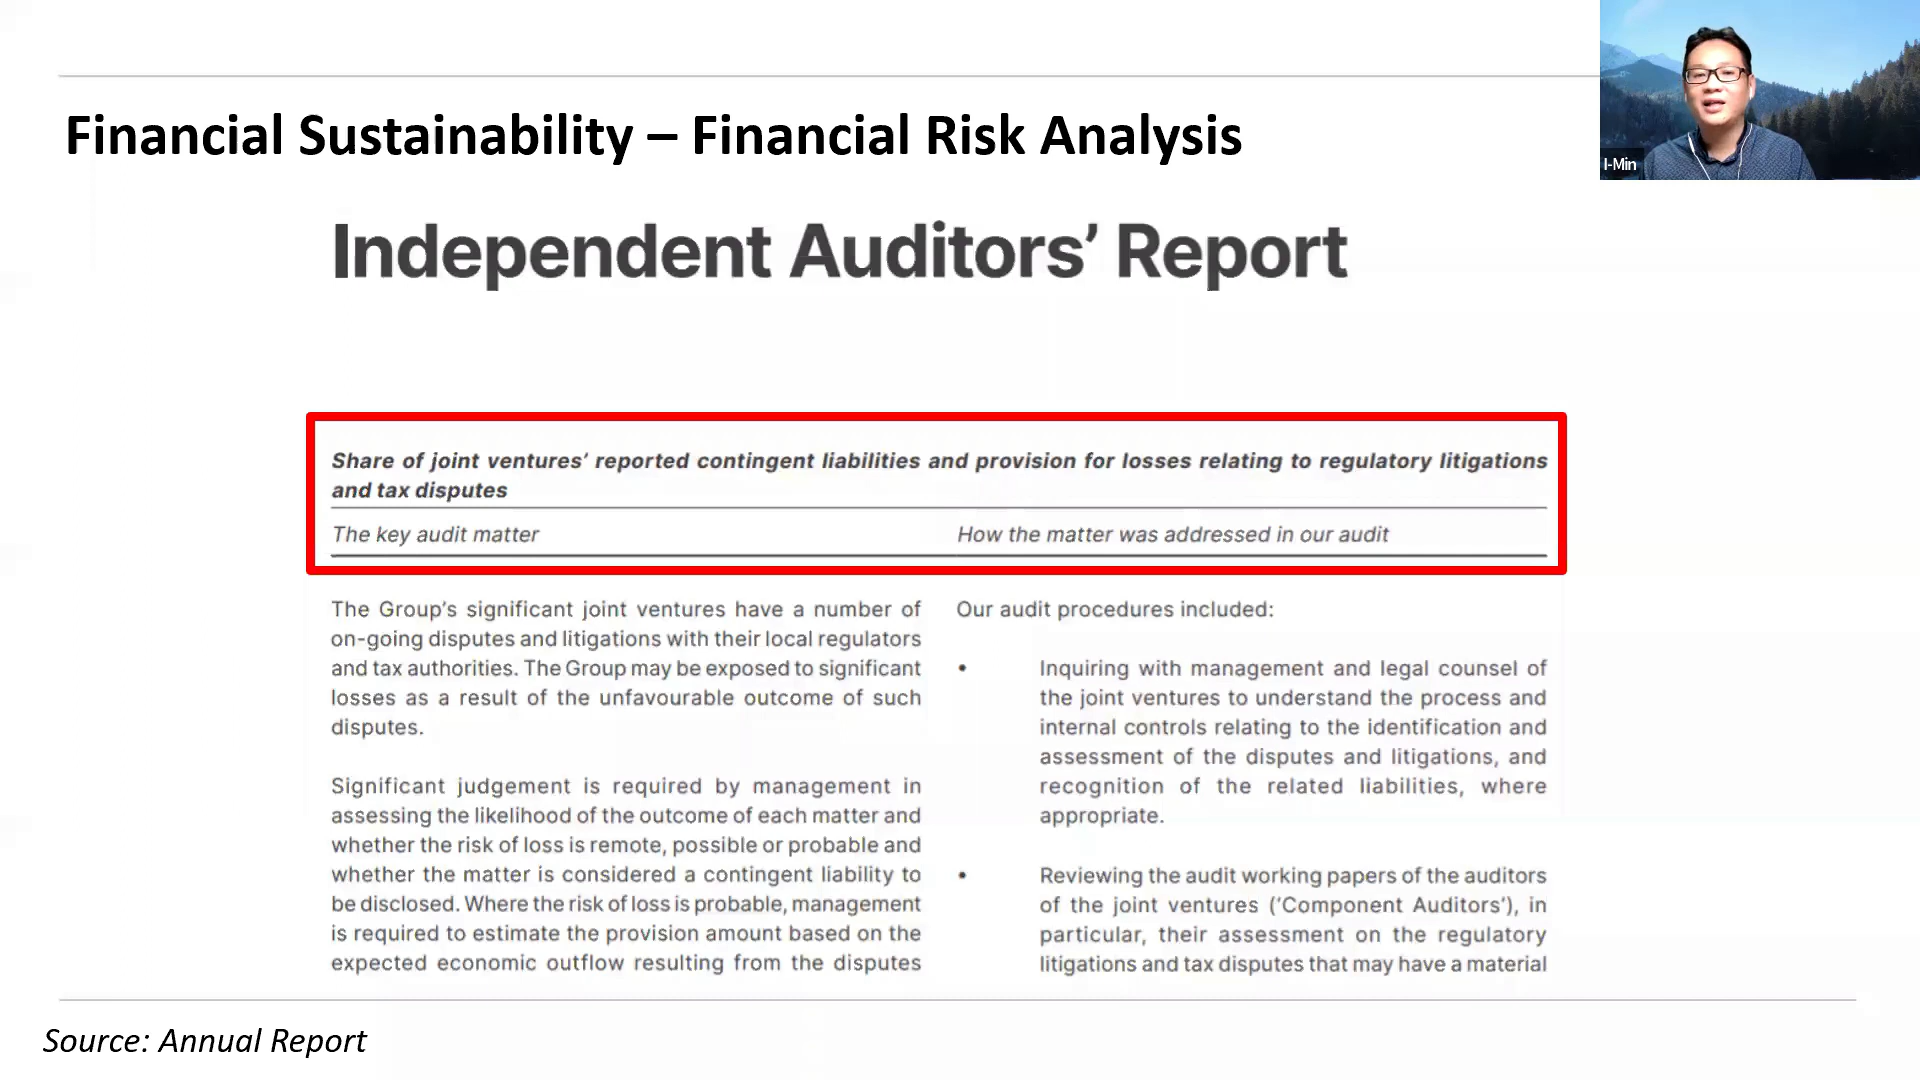 Financial Sustainability – Financial Risk Analysis
I-Min
Independent Auditors’ Report
Share of joint ventures’ reported contingent liabilities and provision for losses relating to regulatory litigations
and tax disputes
The key audit matter
How the matter was addressed in our audit
The Group’s significant joint ventures have a number of
on-going disputes and litigations with their local regulators
and tax authorities. The Group may be exposed to significant
losses as a result of the unfavourable outcome of such
disputes.
Significant judgement is required by management in
assessing the likelihood of the outcome of each matter and
whether the risk of loss is remote, possible or probable and
whether the matter is considered a contingent liability to
be disclosed. Where the risk of loss is probable, management
is required to estimate the provision amount based on the
expected economic outflow resulting from the disputes
Our audit procedures included:
• Inquiring with management and legal counsel of
the joint ventures to understand the process and
internal controls relating to the identification and
assessment of the disputes and litigations, and
recognition of the related liabilities, where
appropriate.
• Reviewing the audit working papers of the auditors
of the joint ventures (‘Component Auditors’), in
particular, their assessment on the regulatory
litigations and tax disputes that may have a material
Source: Annual Report